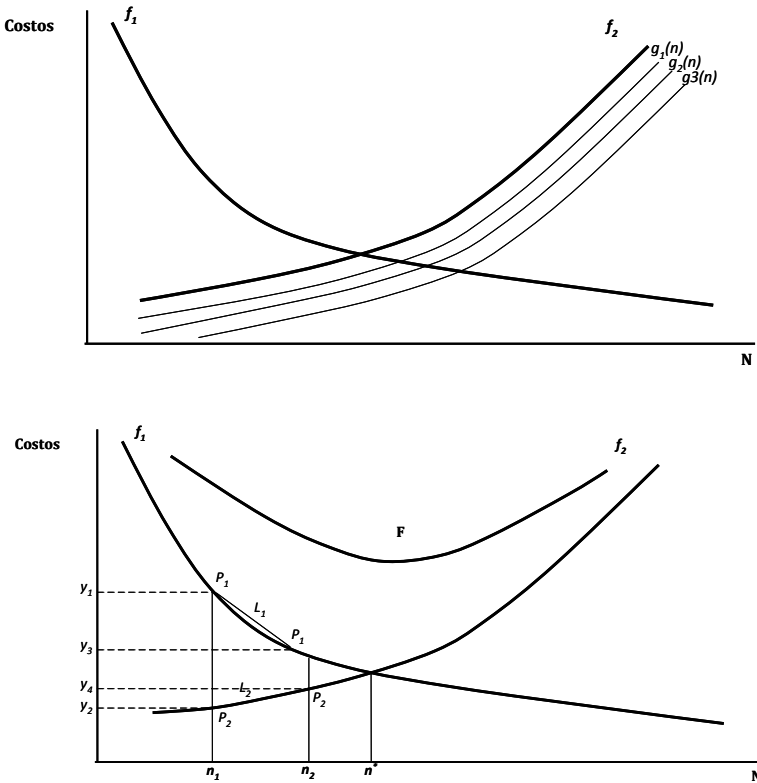 f1
Costos
f2
g1(n)
g2(n)
g3(n)
N
f1
Costos
f2
F
y1
P1
L1
P1
y3
y4
L2
P2
y2
P2
n1
n2
n*
N